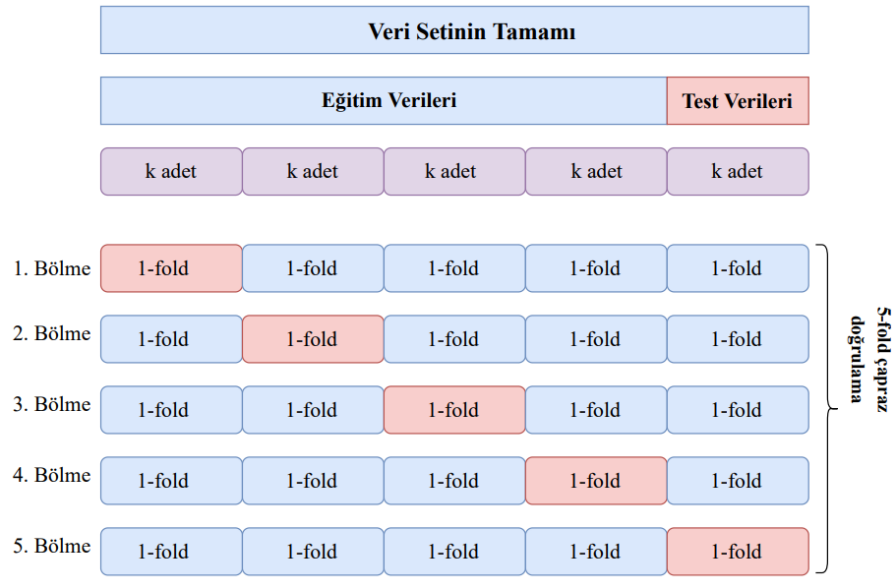 Veri Setinin Tamamı
Eğitim Verileri Test Verileri
k adet k adet k adet k adet k adet
1. Bölme 1-fold 1-fold 1-fold 1-fold 1-fold
2. Bölme 1-fold 1-fold 1-fold 1-fold 1-fold
3. Bölme 1-fold 1-fold 1-fold 1-fold 1-fold
4. Bölme 1-fold 1-fold 1-fold 1-fold 1-fold
5. Bölme 1-fold 1-fold 1-fold 1-fold 1-fold
5-fold çapraz
doğrulama